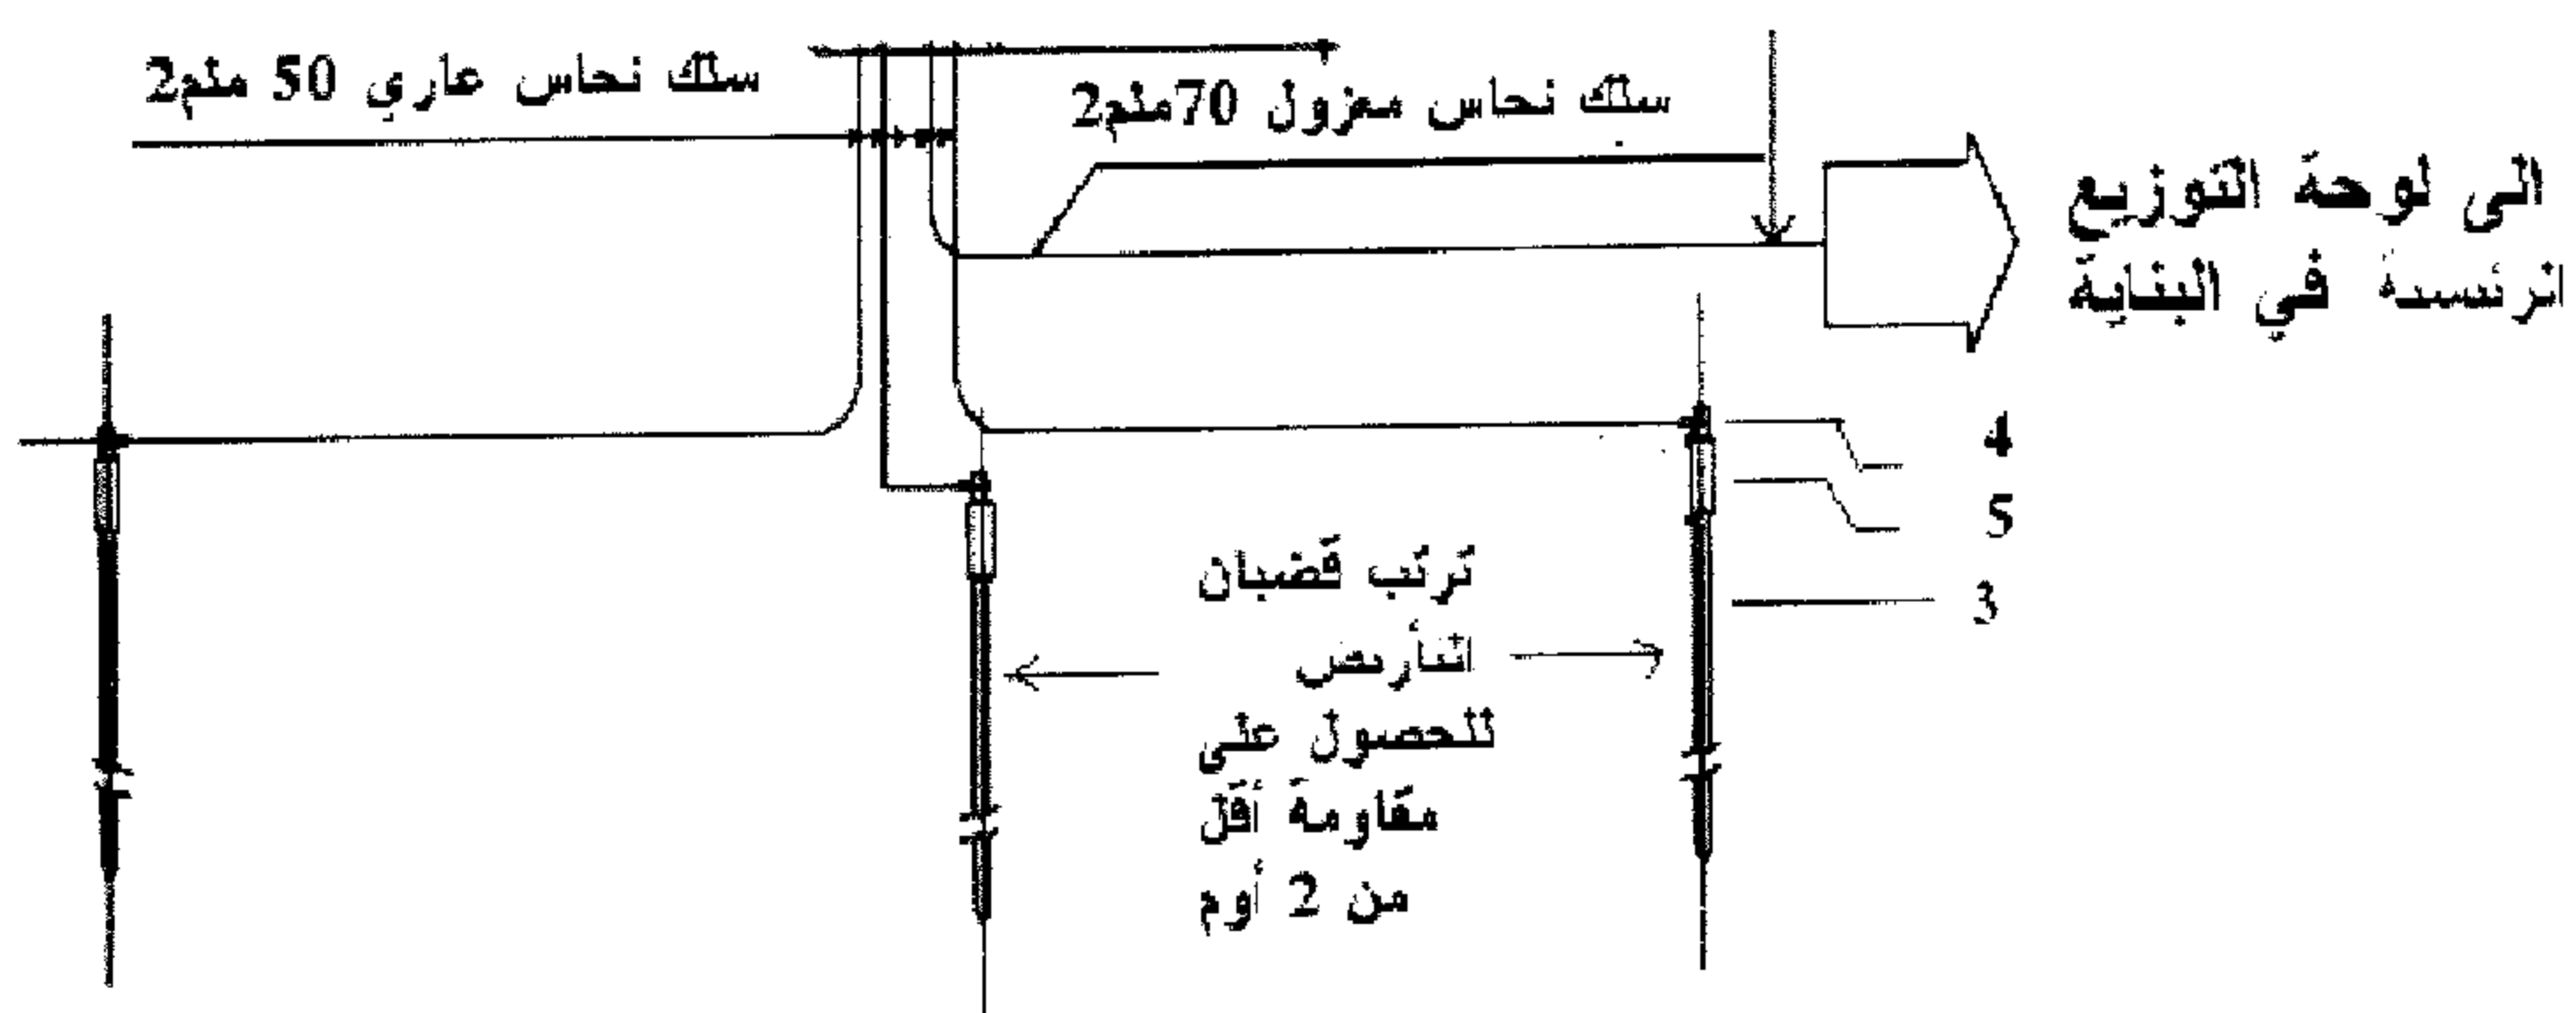 سلك نحاس عاري 50 ملم2
سلك نحاس معزول 70ملم2
الى لوحة التوزيع
الرئيسية في البناية
4
5
3
ترتب قضبان
التأريض
للحصول على
مقاومة أقل
من 2 أوم